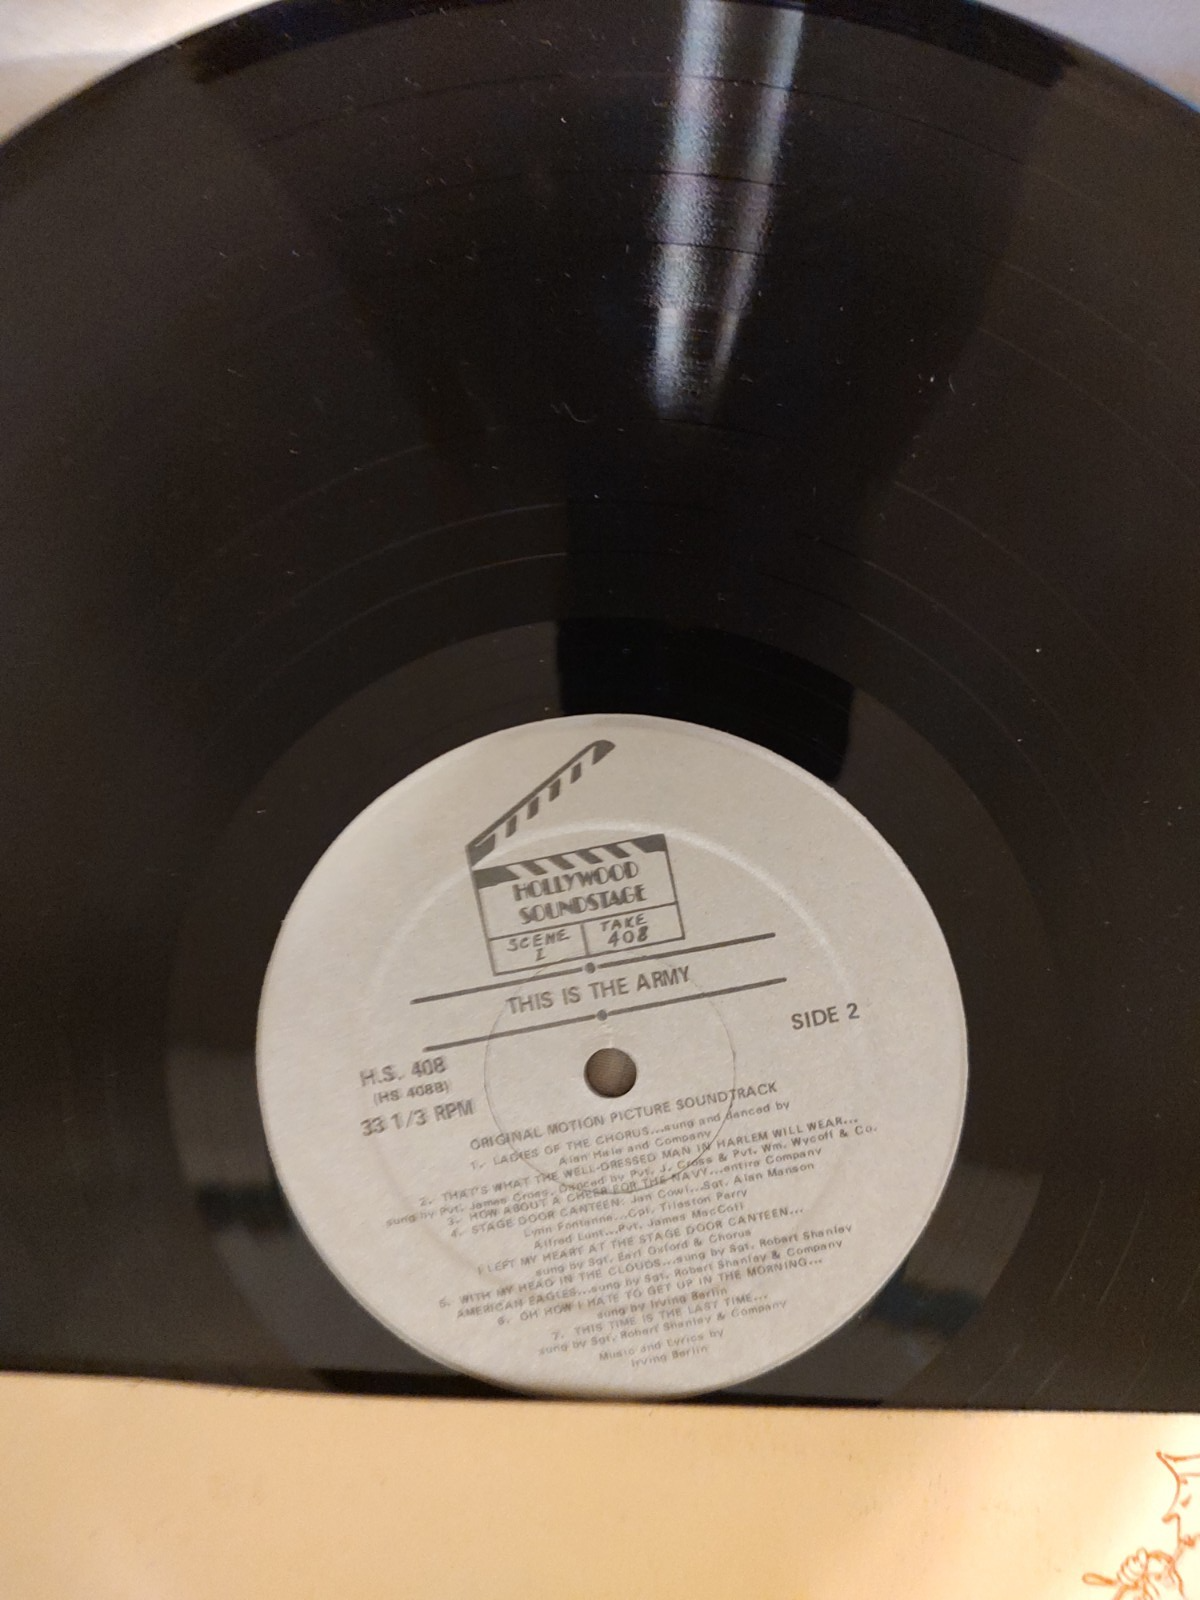 HOLLYWOOD
SOUNDSTAGE
SCENE
1
TAKE
408
THIS IS THE ARMY
SIDE 2
H.S. 408
(HS 408B)
33 1/3 RPM
ORIGINAL MOTION PICTURE SOUNDTRACK
1. LADIES OF THE CHORUS...sung and danced by
Alan Hale and Company
2. THAT'S WHAT THE WELL-DRESSED MAN IN HARLEM WILL WEAR...
sung by Pvt. James Cross, Danced by Pvt. J. Cross & Pvt. Wm. Wycoff & Co.
3. HOW ABOUT A CHEER FOR THE NAVY...entire Company
4. STAGE DOOR CANTEEN: Jan Cowl...Sgt. Alan Manson
Lynn Fontanne...Cpl. Tileston Perry
Alfred Lunt...Pvt. James MacColl
I LEFT MY HEART AT THE STAGE DOOR CANTEEN...
sung by Sgt. Earl Oxford & Chorus
5. WITH MY HEAD IN THE CLOUDS...sung by Sgt. Robert Shanley
AMERICAN EAGLES...sung by Sgt. Robert Shanley & Company
6. OH HOW I HATE TO GET UP IN THE MORNING...
sung by Irving Berlin
7. THIS TIME IS THE LAST TIME...
sung by Sgt. Robert Shanley & Company
Music and Lyrics by
Irving Berlin